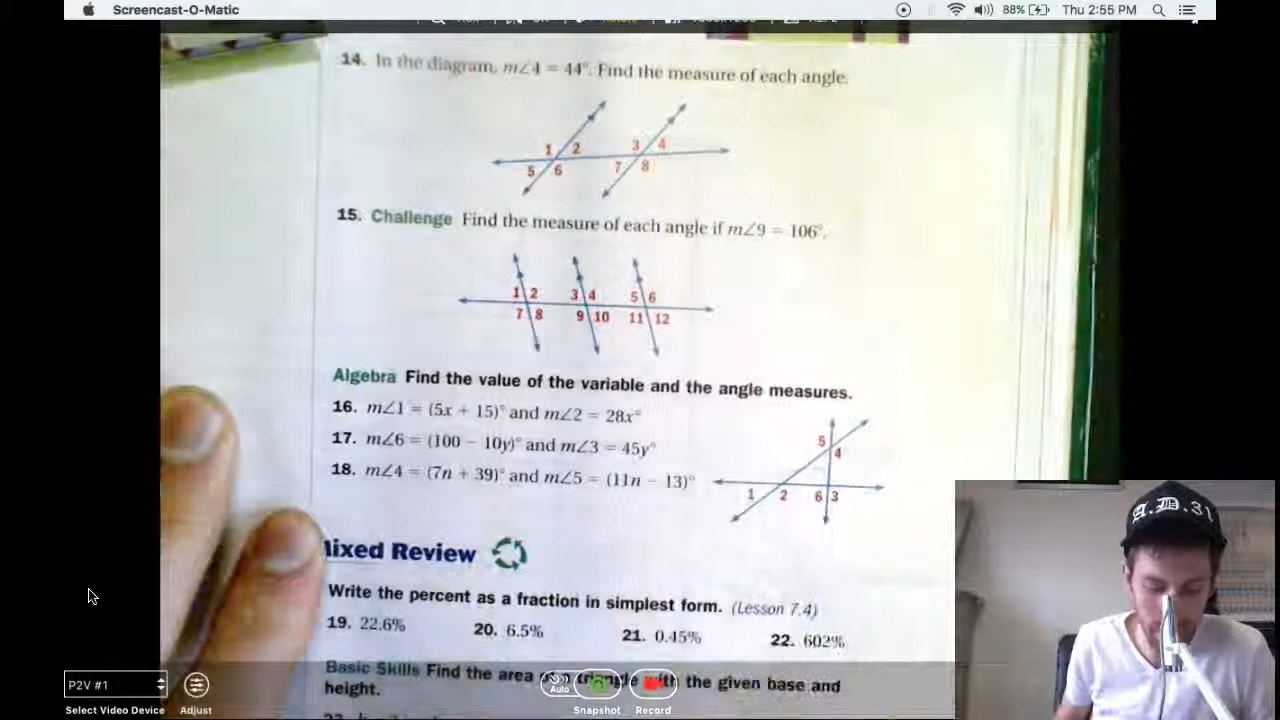 Screencast-O-Matic
88%
Thu 2:55 PM
14. In the diagram, m∠4 = 44°. Find the measure of each angle.
1 2 3 4
5 6 7 8
15. Challenge Find the measure of each angle if m∠9 = 106°.
1 2 3 4 5 6
7 8 9 10 11 12
Algebra Find the value of the variable and the angle measures.
16. m∠1 = (5x + 15)° and m∠2 = 28x°
17. m∠6 = (100 − 10y)° and m∠3 = 45y°
18. m∠4 = (7n + 39)° and m∠5 = (11n − 13)°
5
4
1 2 6 3
Mixed Review
Write the percent as a fraction in simplest form. (Lesson 7.4)
19. 22.6% 20. 6.5% 21. 0.45% 22. 602%
Basic Skills Find the area triangle with the given base and
height.
A.D.31
P2V #1
Auto
Select Video Device
Adjust
Snapshot
Record